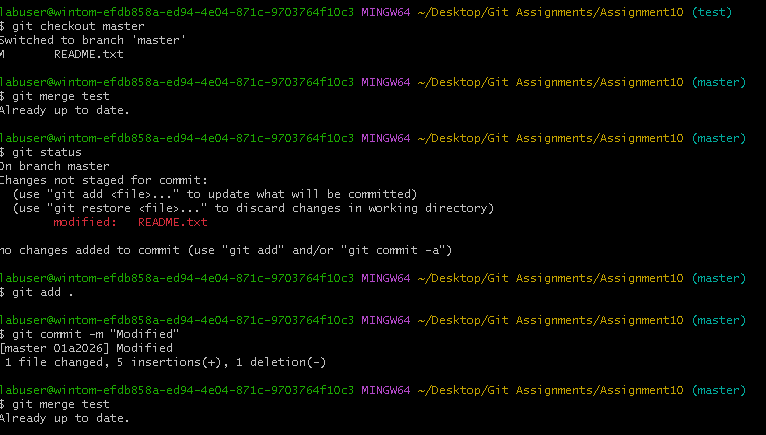 labuser@wintom-efdb858a-ed94-4e04-871c-9703764f10c3 MINGW64 ~/Desktop/Git Assignments/Assignment10 (test)
$ git checkout master
Switched to branch 'master'
M       README.txt
labuser@wintom-efdb858a-ed94-4e04-871c-9703764f10c3 MINGW64 ~/Desktop/Git Assignments/Assignment10 (master)
$ git merge test
Already up to date.
labuser@wintom-efdb858a-ed94-4e04-871c-9703764f10c3 MINGW64 ~/Desktop/Git Assignments/Assignment10 (master)
$ git status
On branch master
Changes not staged for commit:
  (use "git add <file>..." to update what will be committed)
  (use "git restore <file>..." to discard changes in working directory)
        modified:   README.txt
no changes added to commit (use "git add" and/or "git commit -a")
labuser@wintom-efdb858a-ed94-4e04-871c-9703764f10c3 MINGW64 ~/Desktop/Git Assignments/Assignment10 (master)
$ git add .
labuser@wintom-efdb858a-ed94-4e04-871c-9703764f10c3 MINGW64 ~/Desktop/Git Assignments/Assignment10 (master)
$ git commit -m "Modified"
[master 01a2026] Modified
 1 file changed, 5 insertions(+), 1 deletion(-)
labuser@wintom-efdb858a-ed94-4e04-871c-9703764f10c3 MINGW64 ~/Desktop/Git Assignments/Assignment10 (master)
$ git merge test
Already up to date.